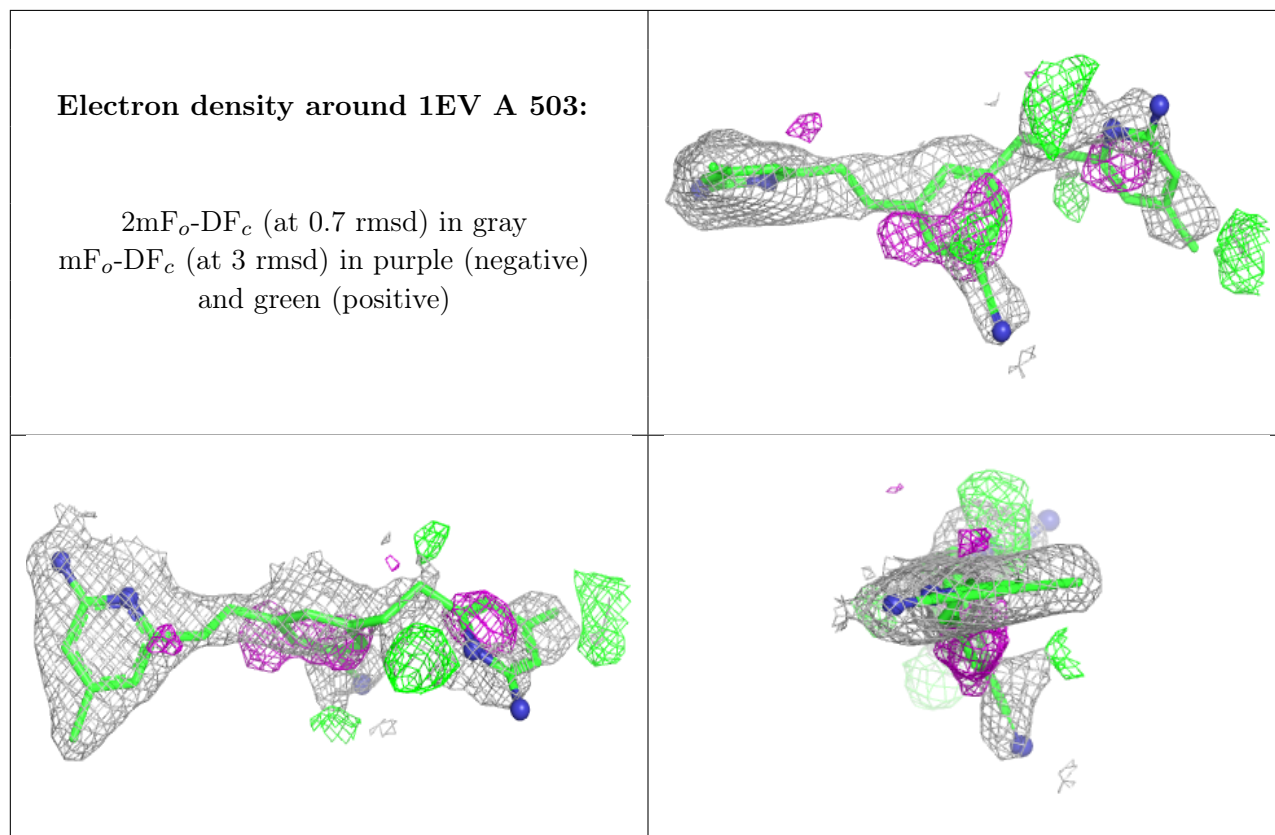 Electron density around 1EV A 503:
2mFₒ-DF𝒸 (at 0.7 rmsd) in gray
mFₒ-DF𝒸 (at 3 rmsd) in purple (negative)
and green (positive)